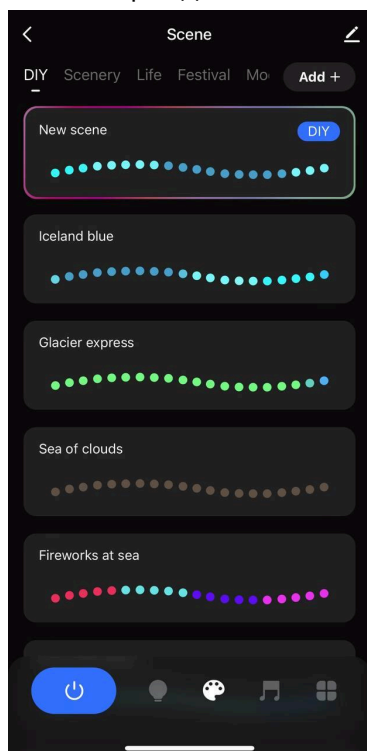 Scene
DIY Scenery Life Festival Mo Add +
New scene DIY
Iceland blue
Glacier express
Sea of clouds
Fireworks at sea